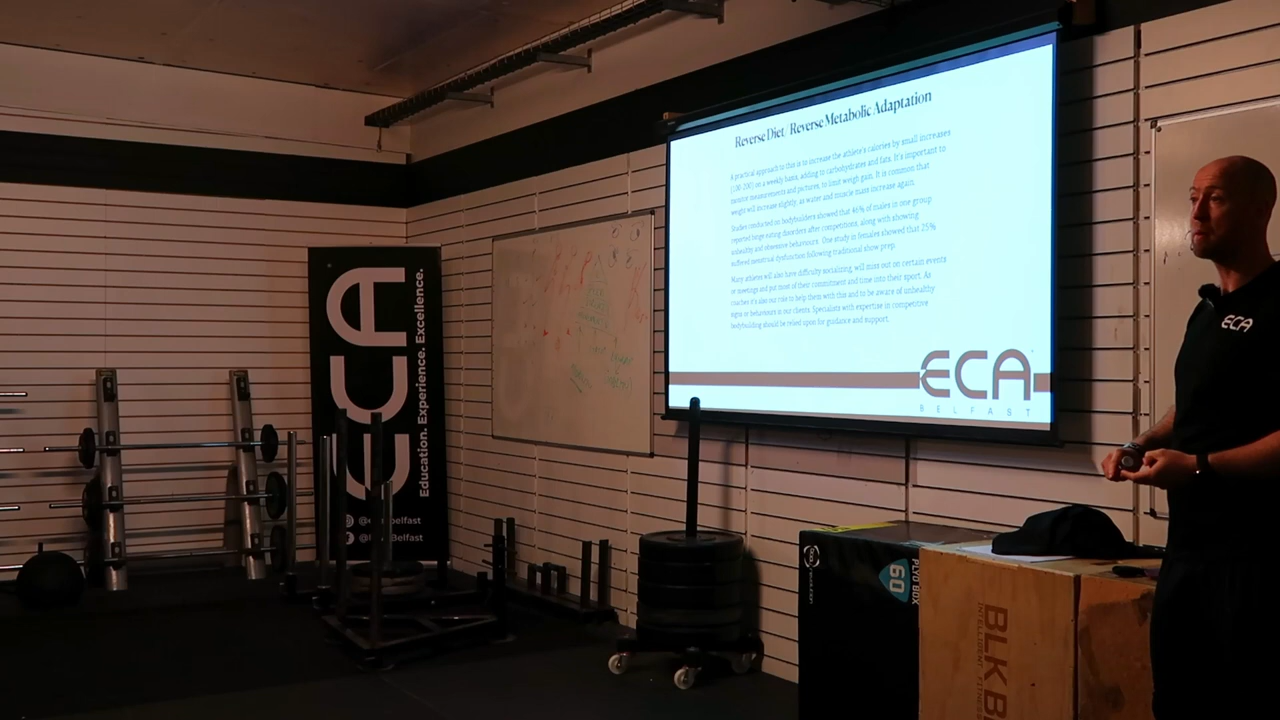 Reverse Diet/ Reverse Metabolic Adaptation
A practical approach to this is to increase the athlete's calories by small increases
(100-200) on a weekly basis, adding to carbohydrates and fats. It's important to
monitor measurements and pictures, to limit weigh gain. It is common that
weight will increase slightly, as water and muscle mass increase again.
Studies conducted on bodybuilders showed that 46% of males in one group
reported binge eating disorders after competitions, along with showing
unhealthy and obsessive behaviours. One study in females showed that 25%
suffered menstrual dysfunction following traditional show prep.
Many athletes will also have difficulty socializing, will miss out on certain events
or meetings and put most of their commitment and time into their sport. As
coaches it's also our role to help them with this and to be aware of unhealthy
signs or behaviours in our clients. Specialists with expertise in competitive
bodybuilding should be relied upon for guidance and support.
ECA
BELFAST
ECA
Education. Experience. Excellence.
ECA
60
PLYO BOX
BLK B
INTELLIGENT FITNESS